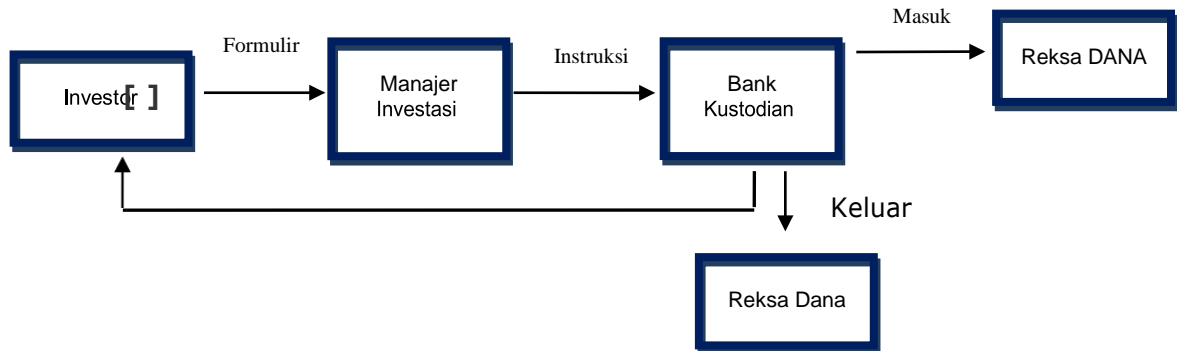 Masuk
Formulir
Instruksi
Reksa DANA
Investor[ ]
Manajer
Investasi
Bank
Kustodian
Keluar
Reksa Dana